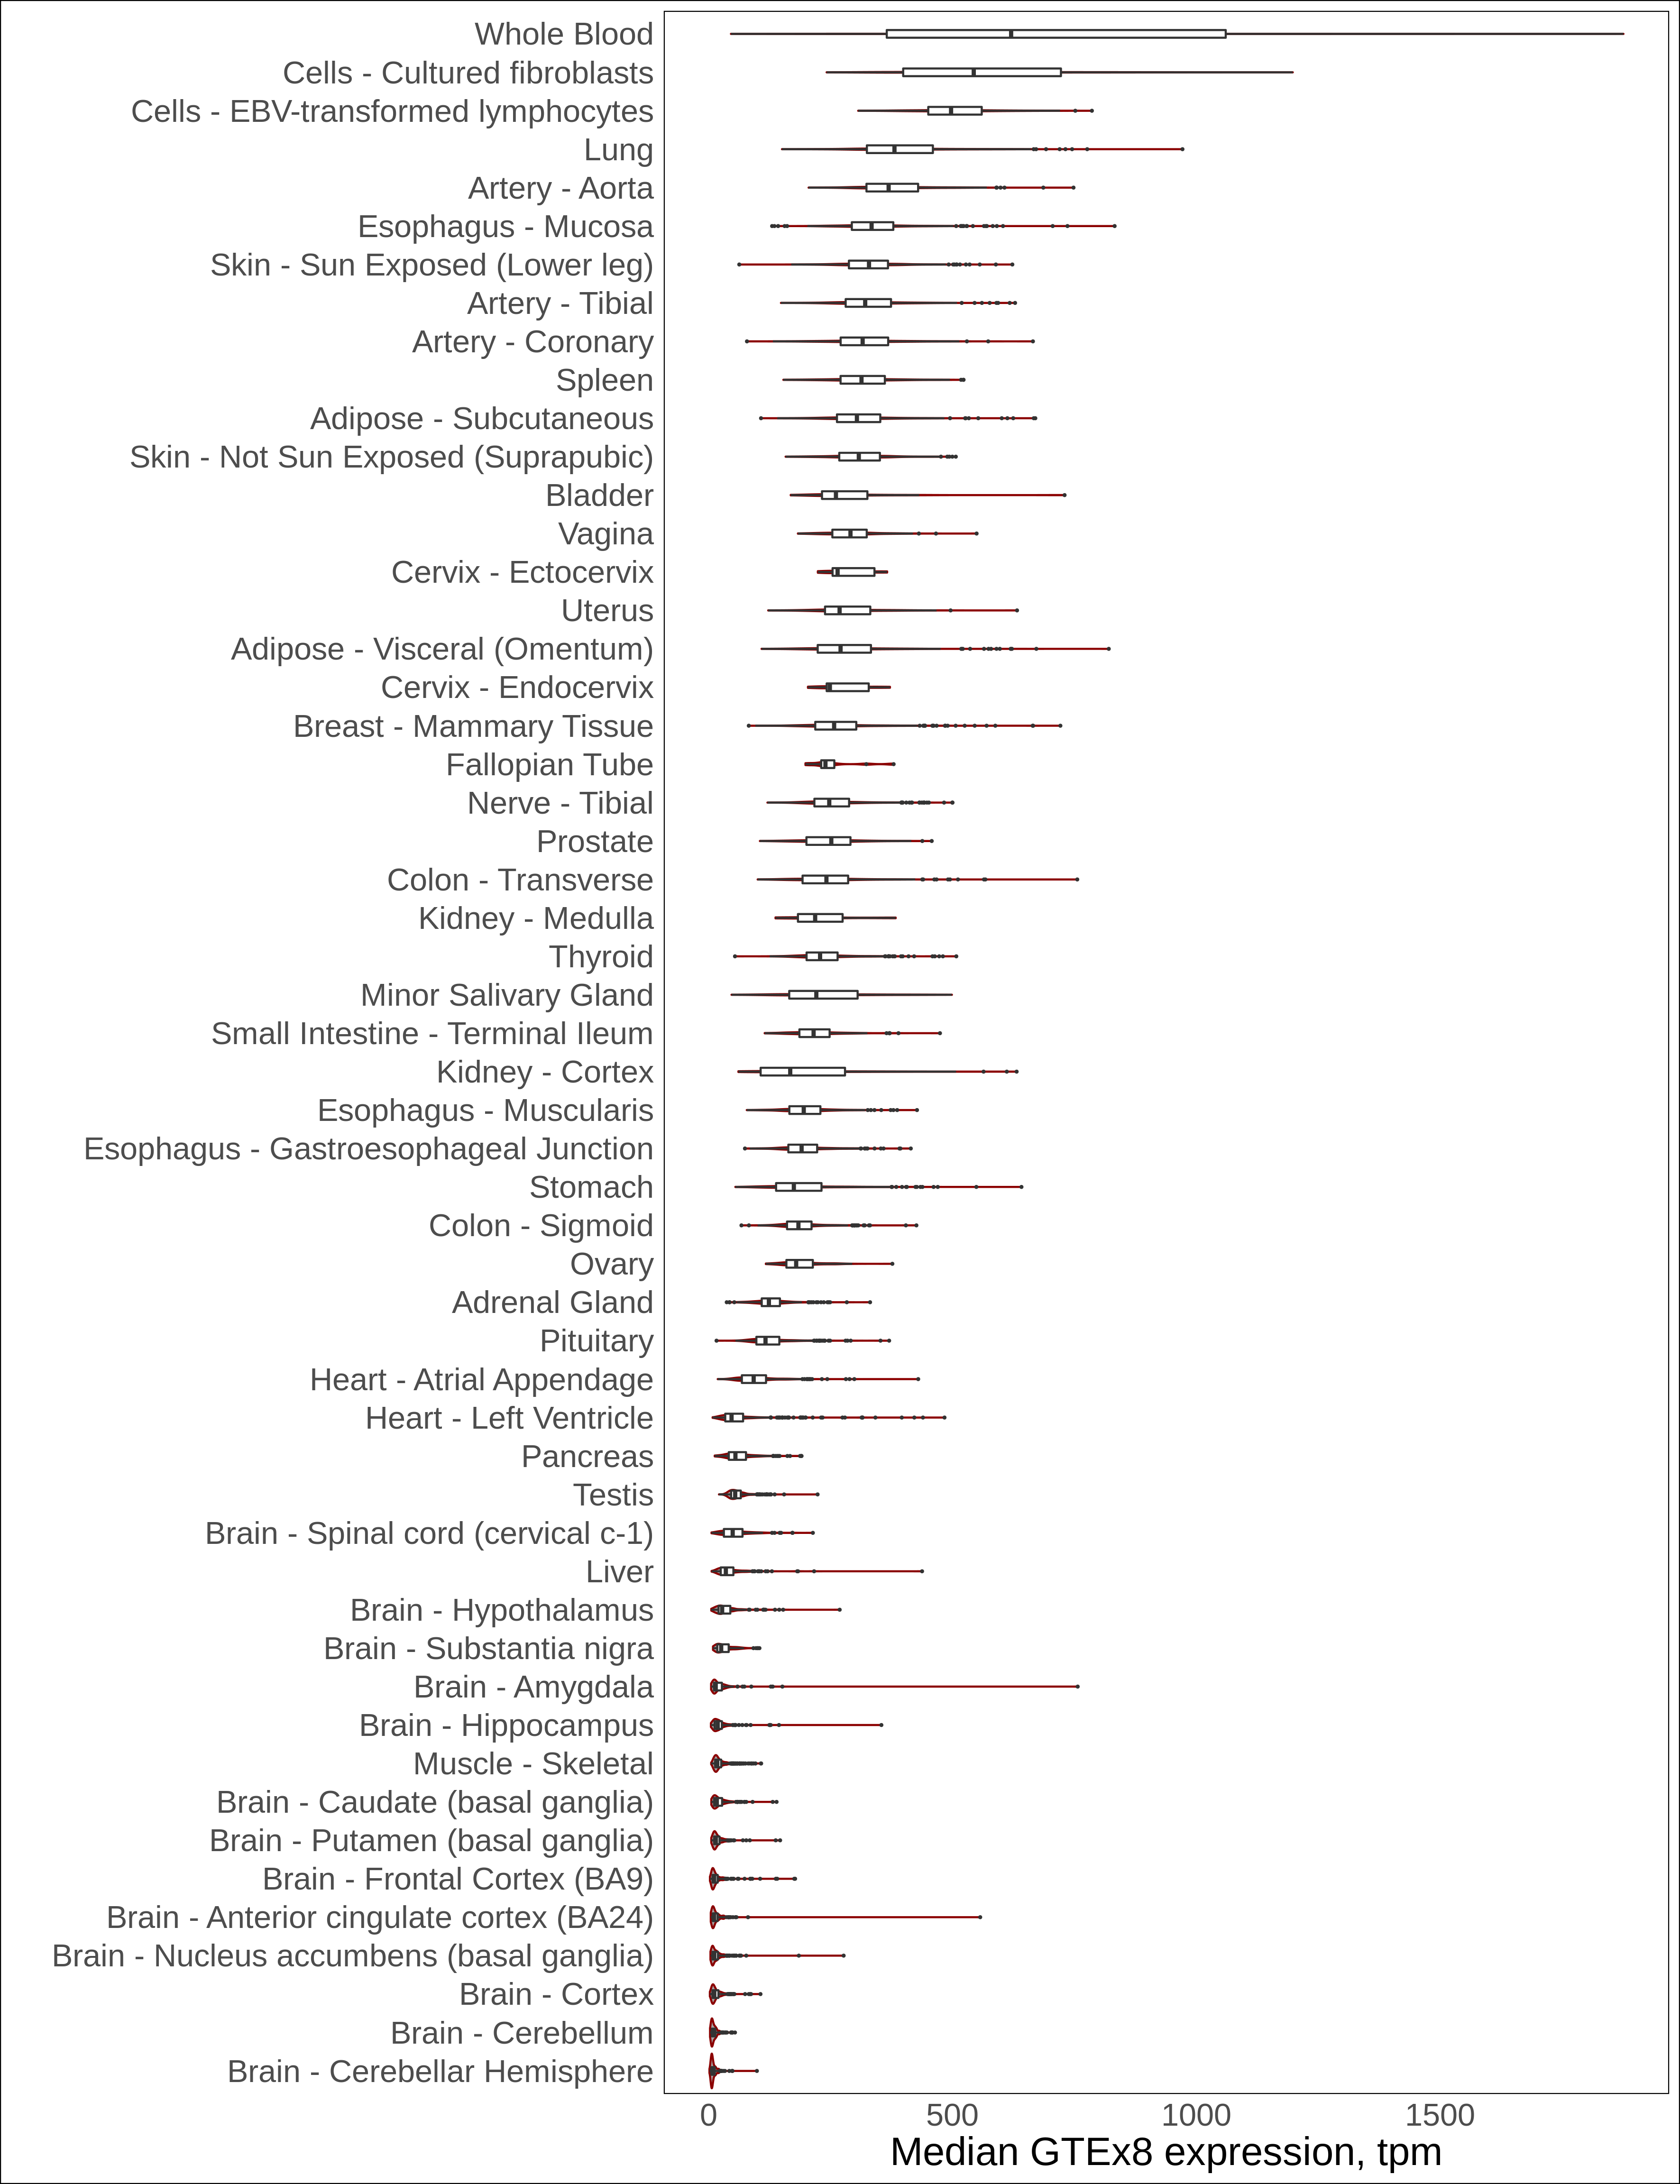 Whole Blood
Cells - Cultured fibroblasts
Cells - EBV-transformed lymphocytes
Lung
Artery - Aorta
Esophagus - Mucosa
Skin - Sun Exposed (Lower leg)
Artery - Tibial
Artery - Coronary
Spleen
Adipose - Subcutaneous
Skin - Not Sun Exposed (Suprapubic)
Bladder
Vagina
Cervix - Ectocervix
Uterus
Adipose - Visceral (Omentum)
Cervix - Endocervix
Breast - Mammary Tissue
Fallopian Tube
Nerve - Tibial
Prostate
Colon - Transverse
Kidney - Medulla
Thyroid
Minor Salivary Gland
Small Intestine - Terminal Ileum
Kidney - Cortex
Esophagus - Muscularis
Esophagus - Gastroesophageal Junction
Stomach
Colon - Sigmoid
Ovary
Adrenal Gland
Pituitary
Heart - Atrial Appendage
Heart - Left Ventricle
Pancreas
Testis
Brain - Spinal cord (cervical c-1)
Liver
Brain - Hypothalamus
Brain - Substantia nigra
Brain - Amygdala
Brain - Hippocampus
Muscle - Skeletal
Brain - Caudate (basal ganglia)
Brain - Putamen (basal ganglia)
Brain - Frontal Cortex (BA9)
Brain - Anterior cingulate cortex (BA24)
Brain - Nucleus accumbens (basal ganglia)
Brain - Cortex
Brain - Cerebellum
Brain - Cerebellar Hemisphere
0 500 1000 1500
Median GTEx8 expression, tpm